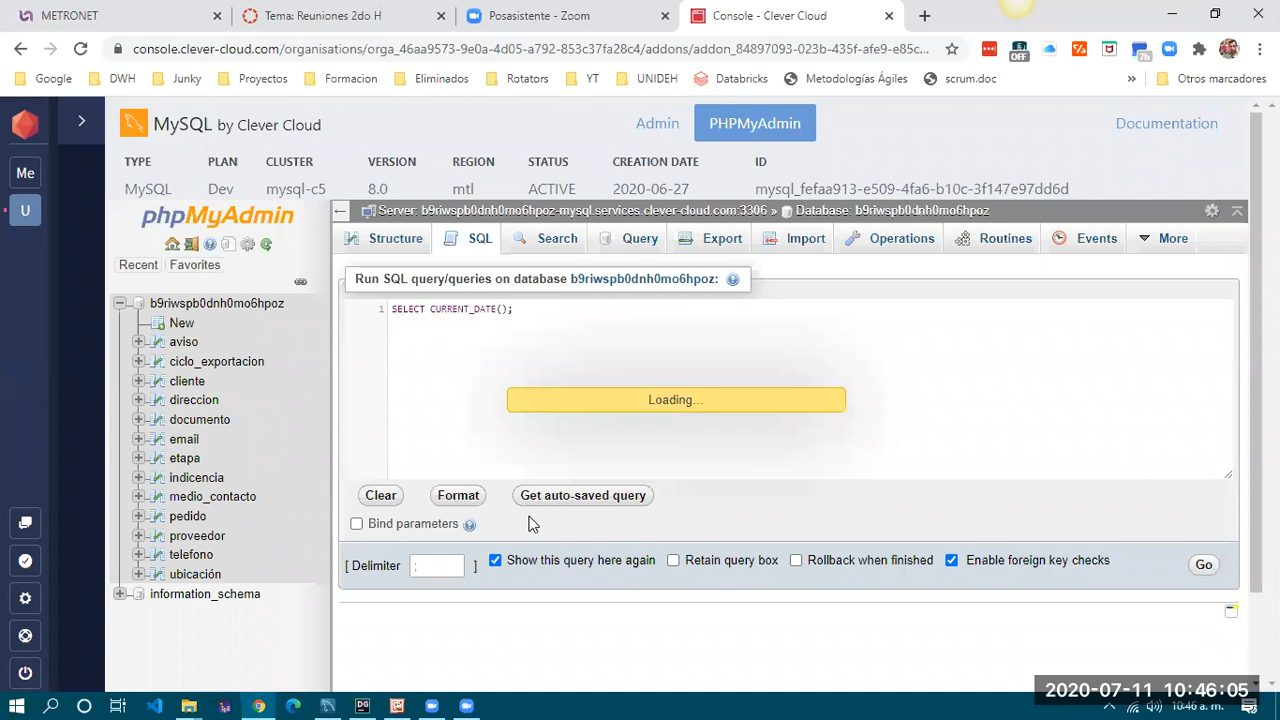 METRONET
Tema: Reuniones 2do H
Posasistente - Zoom
Console - Clever Cloud
console.clever-cloud.com/organisations/orga_46aa9573-9e0a-4d05-a792-853c37fa28c4/addons/addon_84897093-023b-435f-afe9-e85c...
OFF
7h
Google
DWH
Junky
Proyectos
Formacion
Eliminados
Rotators
YT
UNIDEH
Databricks
Metodologías Ágiles
scrum.doc
»
Otros marcadores
MySQL by Clever Cloud
Admin
PHPMyAdmin
Documentation
TYPE PLAN CLUSTER VERSION REGION STATUS CREATION DATE ID
MySQL Dev mysql-c5 8.0 mtl ACTIVE 2020-06-27 mysql_fefaa913-e509-4fa6-b10c-3f147e97dd6d
Me
U
phpMyAdmin
Recent Favorites
b9riwspb0dnh0mo6hpoz
New
aviso
ciclo_exportacion
cliente
direccion
documento
email
etapa
indicencia
medio_contacto
pedido
proveedor
telefono
ubicación
information_schema
Server: b9riwspb0dnh0mo6hpoz-mysql.services.clever-cloud.com:3306 » Database: b9riwspb0dnh0mo6hpoz
Structure SQL Search Query Export Import Operations Routines Events More
Run SQL query/queries on database b9riwspb0dnh0mo6hpoz:
1 SELECT CURRENT_DATE();
Loading...
Clear Format Get auto-saved query
Bind parameters
[ Delimiter ; ] Show this query here again Retain query box Rollback when finished Enable foreign key checks Go
2020-07-11 10:46:05
DG
10:46 a. m.